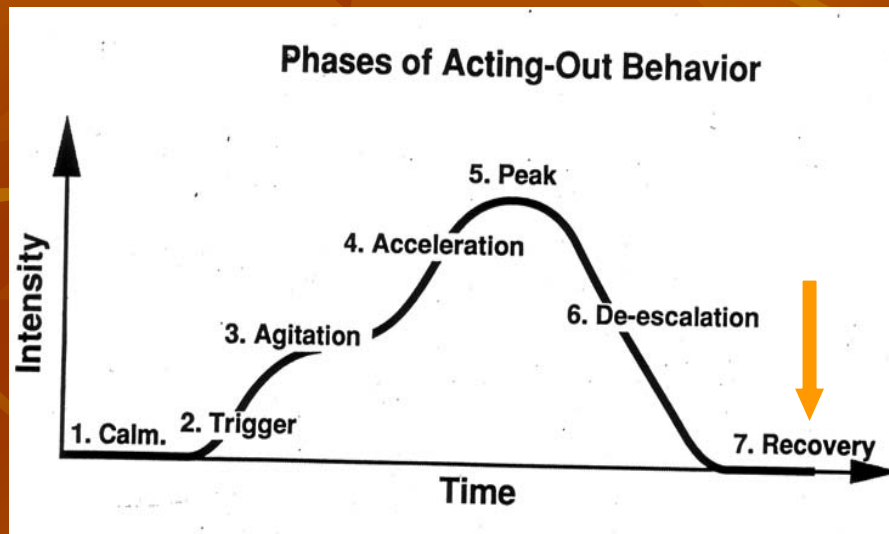 Phases of Acting-Out Behavior
5. Peak
4. Acceleration
6. De-escalation
3. Agitation
2. Trigger
1. Calm.
7. Recovery
Intensity
Time